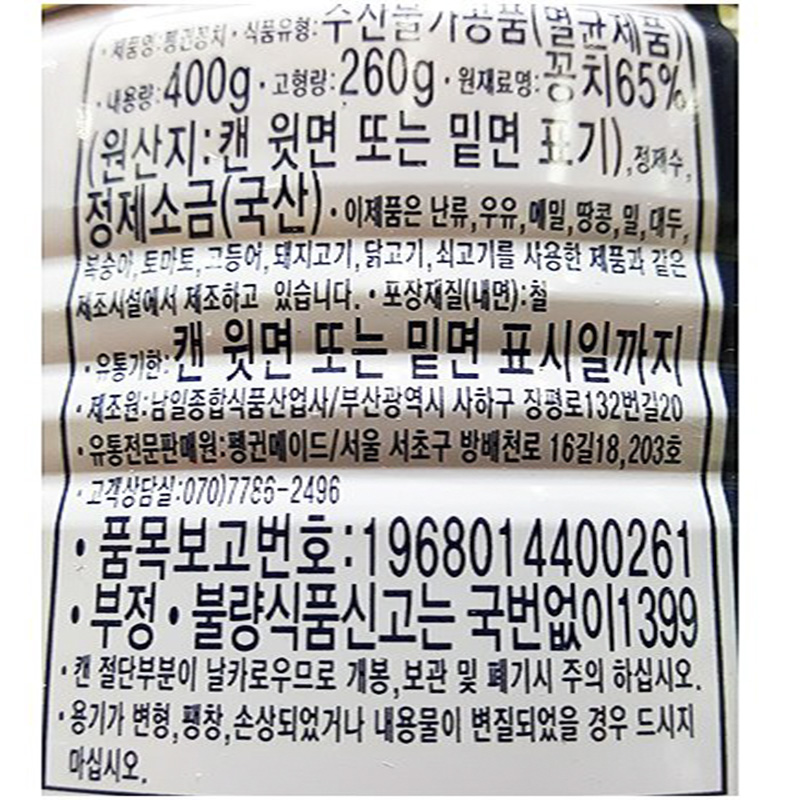 • 제품명:펭귄꽁치 • 식품유형:수산물가공품(멸균제품)
• 내용량:400g • 고형량:260g • 원재료명:꽁치65%
(원산지:캔 윗면 또는 밑면 표기),정제수,
정제소금(국산) • 이제품은 난류,우유,메밀,땅콩,밀,대두,
복숭아,토마토,고등어,돼지고기,닭고기,쇠고기를 사용한 제품과 같은
제조시설에서 제조하고 있습니다. • 포장재질(내면):철
• 유통기한:캔 윗면 또는 밑면 표시일까지
• 제조원:남일종합식품산업사/부산광역시 사하구 장평로132번길20
• 유통전문판매원:펭귄메이드/서울 서초구 방배천로 16길18,203호
• 고객상담실:070)7786-2496
• 품목보고번호:1968014400261
• 부정•불량식품신고는 국번없이1399
• 캔 절단부분이 날카로우므로 개봉,보관 및 폐기시 주의 하십시오.
• 용기가 변형,팽창,손상되었거나 내용물이 변질되었을 경우 드시지
마십시오.